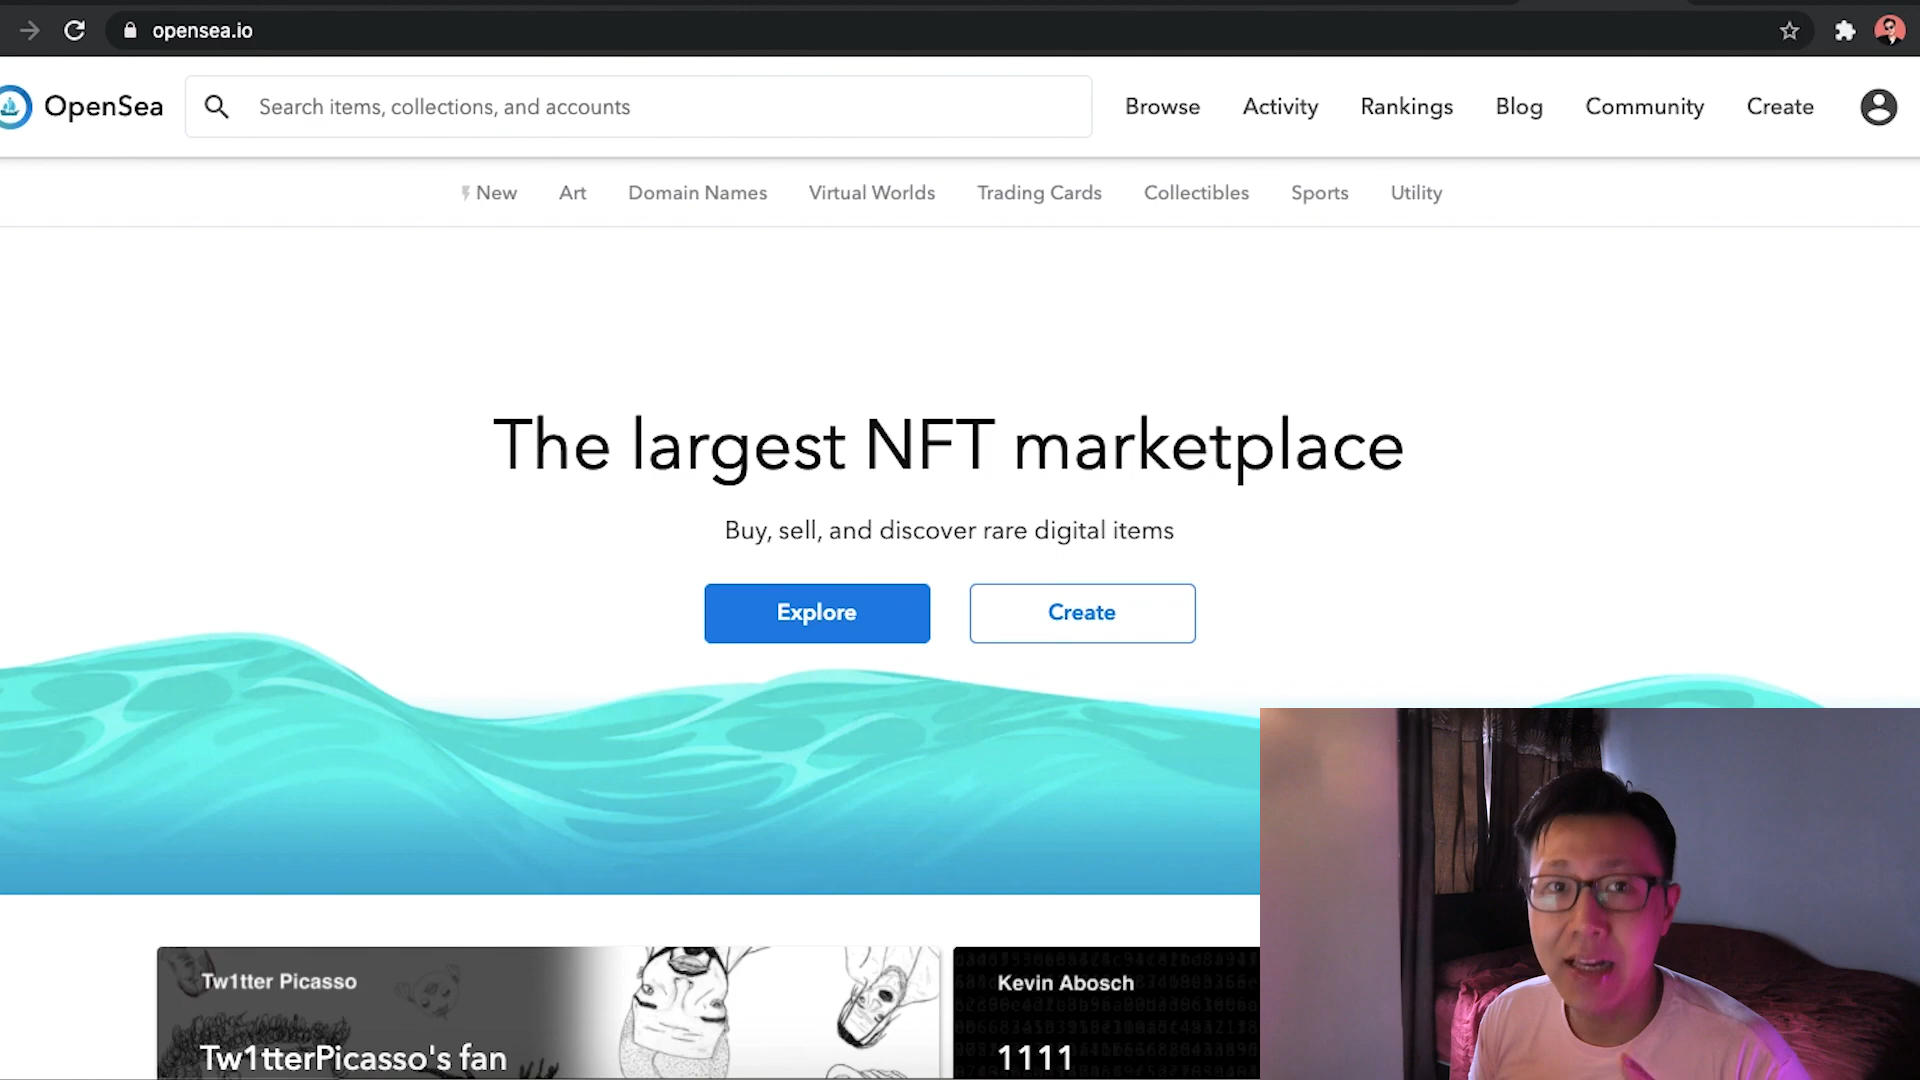 opensea.io
OpenSea
Search items, collections, and accounts
Browse
Activity
Rankings
Blog
Community
Create
New
Art
Domain Names
Virtual Worlds
Trading Cards
Collectibles
Sports
Utility
The largest NFT marketplace
Buy, sell, and discover rare digital items
Explore
Create
Tw1tter Picasso
Tw1tterPicasso's fan
Kevin Abosch
1111